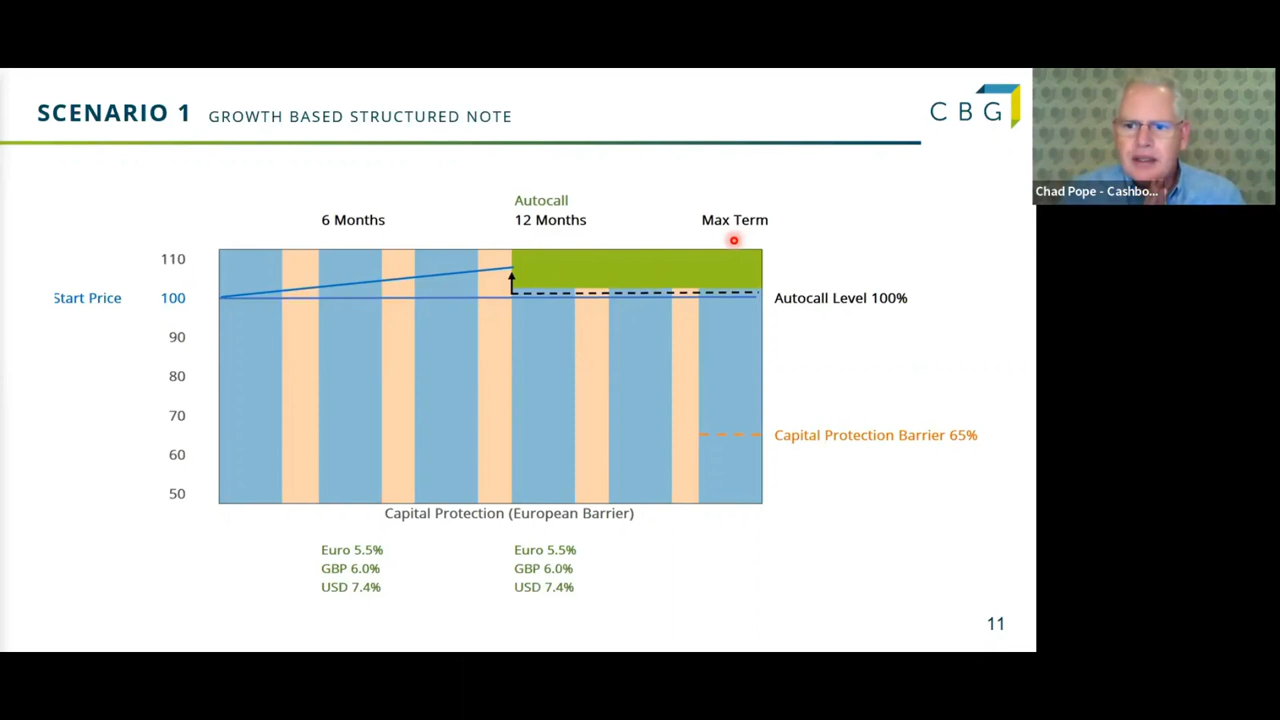 SCENARIO 1 GROWTH BASED STRUCTURED NOTE
CBG
Chad Pope - Cashbo...
Autocall
6 Months 12 Months Max Term
110
Start Price 100 Autocall Level 100%
90
80
70
Capital Protection Barrier 65%
60
50
Capital Protection (European Barrier)
Euro 5.5% Euro 5.5%
GBP 6.0% GBP 6.0%
USD 7.4% USD 7.4%
11